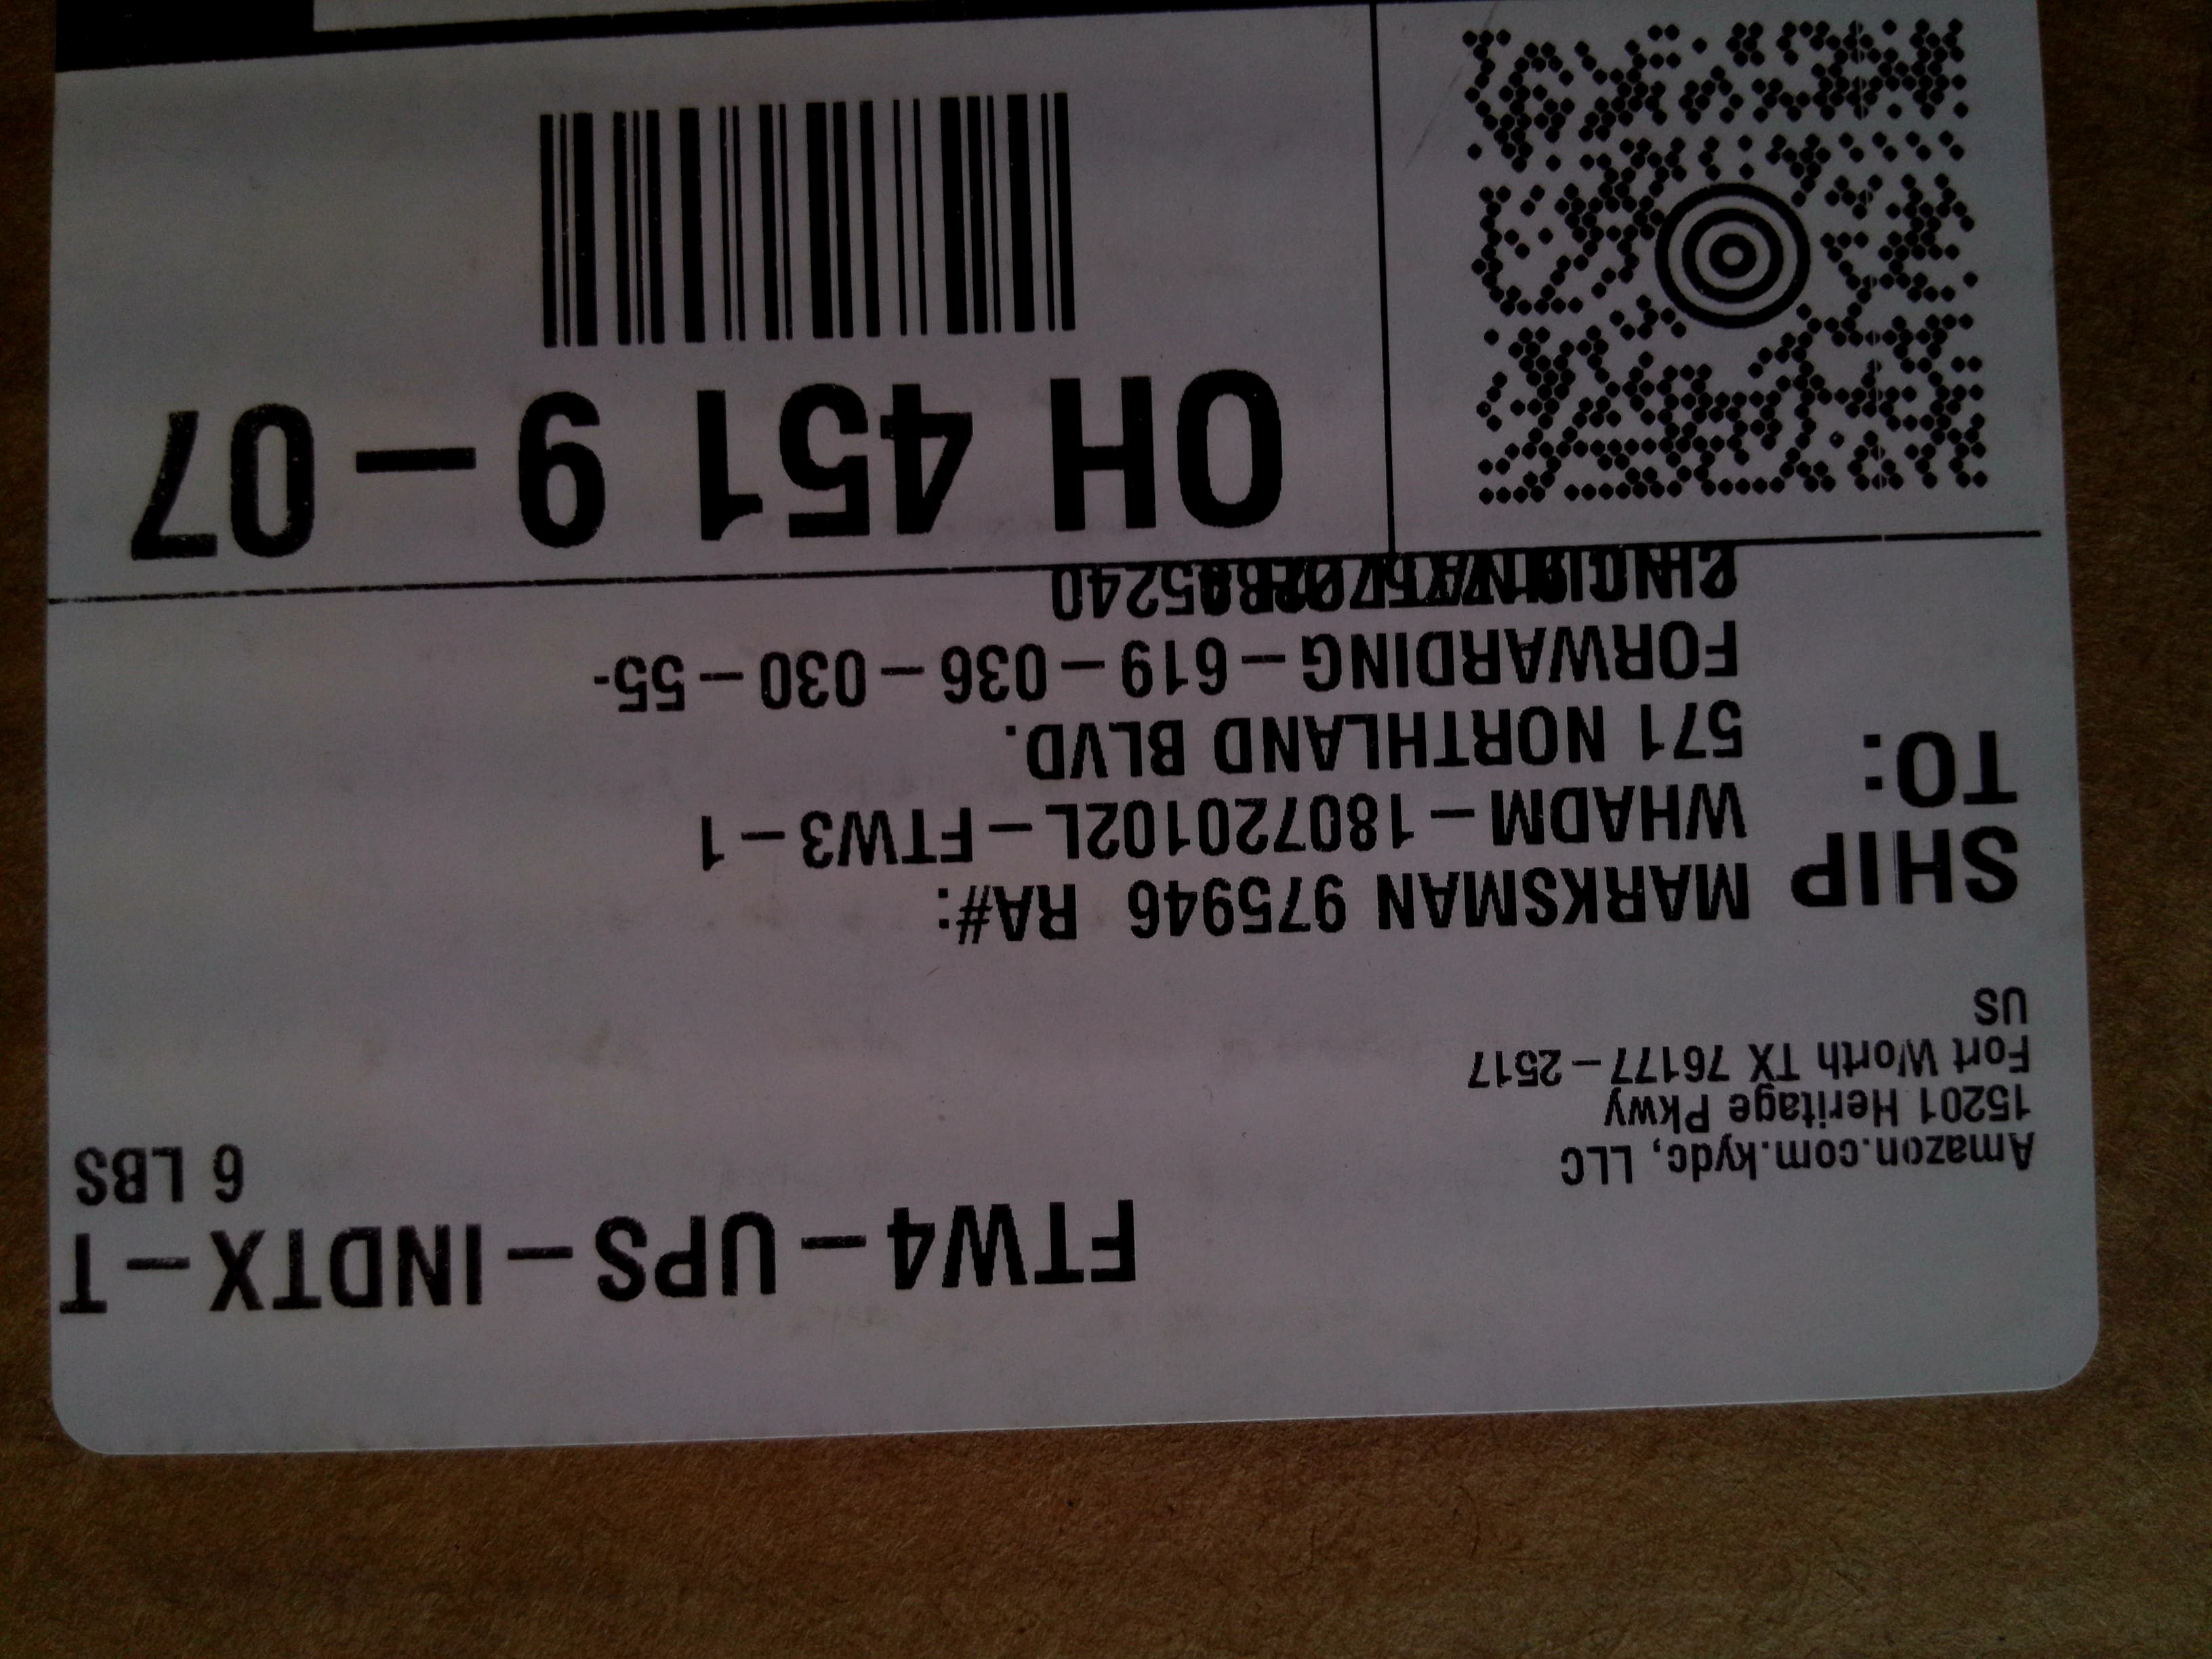 FTW4-UPS-INDTX-T
6 LBS
Amazon.com.kydc, LLC
15201 Heritage Pkwy
Fort Worth TX 76177-2517
US
SHIP
TO:
MARKSMAN 975946 RA#:
WHADM-180720102L-FTW3-1
571 NORTHLAND BLVD.
FORWARDING-619-036-030-55-
45240
OH 451 9-07